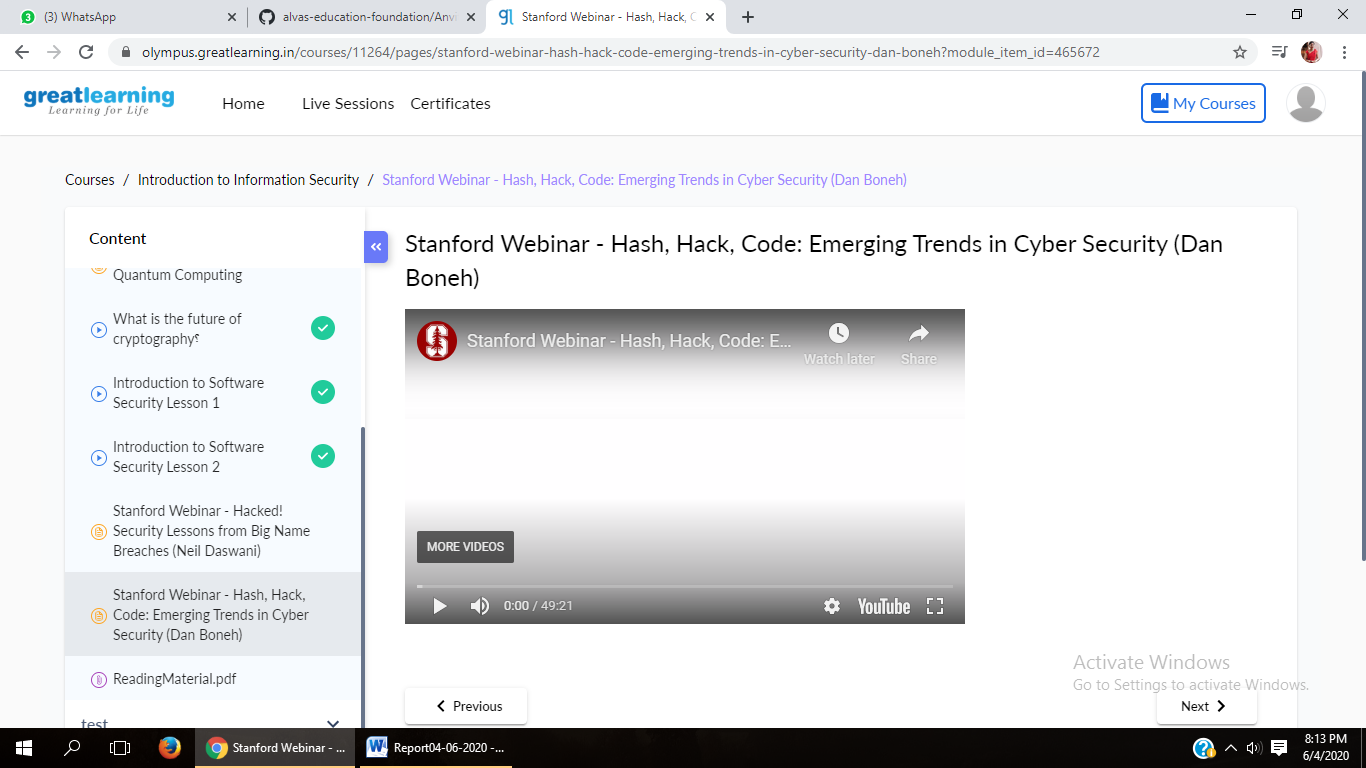 (3) WhatsApp
alvas-education-foundation/Anvi
Stanford Webinar - Hash, Hack, C
olympus.greatlearning.in/courses/11264/pages/stanford-webinar-hash-hack-code-emerging-trends-in-cyber-security-dan-boneh?module_item_id=465672
greatlearning
Learning for Life
Home
Live Sessions
Certificates
My Courses
Courses / Introduction to Information Security / Stanford Webinar - Hash, Hack, Code: Emerging Trends in Cyber Security (Dan Boneh)
Content
Quantum Computing
What is the future of
cryptography?
Introduction to Software
Security Lesson 1
Introduction to Software
Security Lesson 2
Stanford Webinar - Hacked!
Security Lessons from Big Name
Breaches (Neil Daswani)
Stanford Webinar - Hash, Hack,
Code: Emerging Trends in Cyber
Security (Dan Boneh)
ReadingMaterial.pdf
test
Stanford Webinar - Hash, Hack, Code: Emerging Trends in Cyber Security (Dan
Boneh)
Stanford Webinar - Hash, Hack, Code: E...
Watch later
Share
MORE VIDEOS
0:00 / 49:21
YouTube
Previous
Next
Activate Windows
Go to Settings to activate Windows.
Stanford Webinar - ...
Report04-06-2020 -...
8:13 PM
6/4/2020